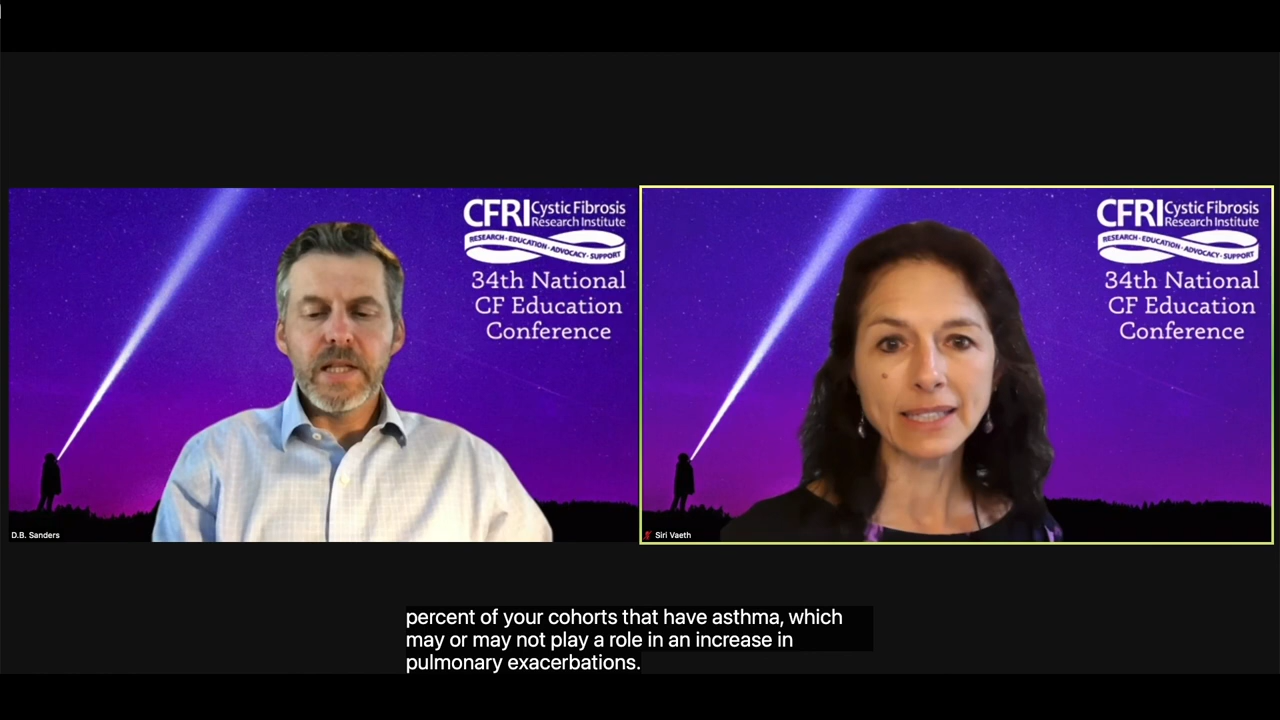 CFRI Cystic Fibrosis
Research Institute
RESEARCH · EDUCATION · ADVOCACY · SUPPORT
34th National
CF Education
Conference
D.B. Sanders
CFRI Cystic Fibrosis
Research Institute
RESEARCH · EDUCATION · ADVOCACY · SUPPORT
34th National
CF Education
Conference
Siri Vaeth
percent of your cohorts that have asthma, which
may or may not play a role in an increase in
pulmonary exacerbations.